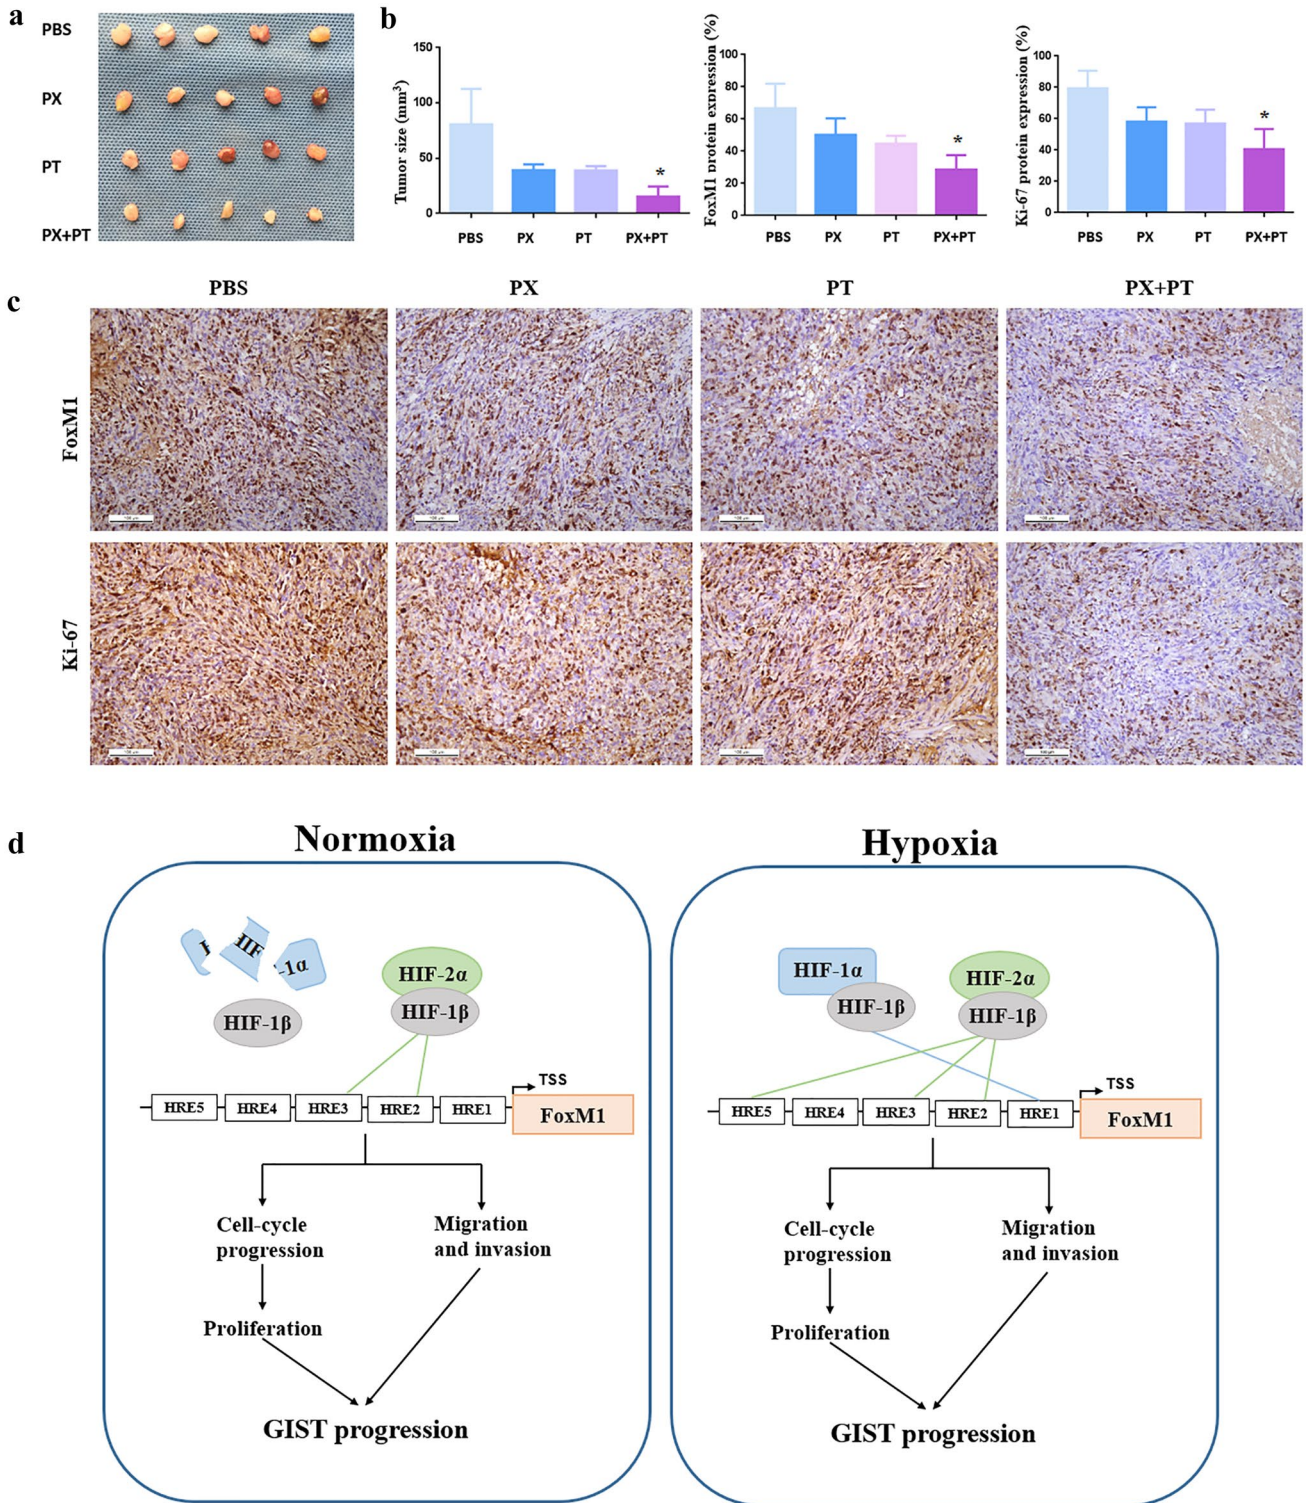 a
PBS
PX
PT
PX+PT
b
Tumor size (mm³)
150
100
50
0
PBS PX PT PX+PT
*
FoxM1 protein expression (%)
100
80
60
40
20
0
PBS PX PT PX+PT
*
Ki-67 protein expression (%)
100
80
60
40
20
0
PBS PX PT PX+PT
*
c
PBS PX PT PX+PT
FoxM1
Ki-67
d
Normoxia
HIF
-1α
HIF-1β
HIF-2α
HIF-1β
TSS
HRE5 HRE4 HRE3 HRE2 HRE1 FoxM1
Cell-cycle
progression
Migration
and invasion
Proliferation
GIST progression
Hypoxia
HIF-1α
HIF-1β
HIF-2α
HIF-1β
TSS
HRE5 HRE4 HRE3 HRE2 HRE1 FoxM1
Cell-cycle
progression
Migration
and invasion
Proliferation
GIST progression